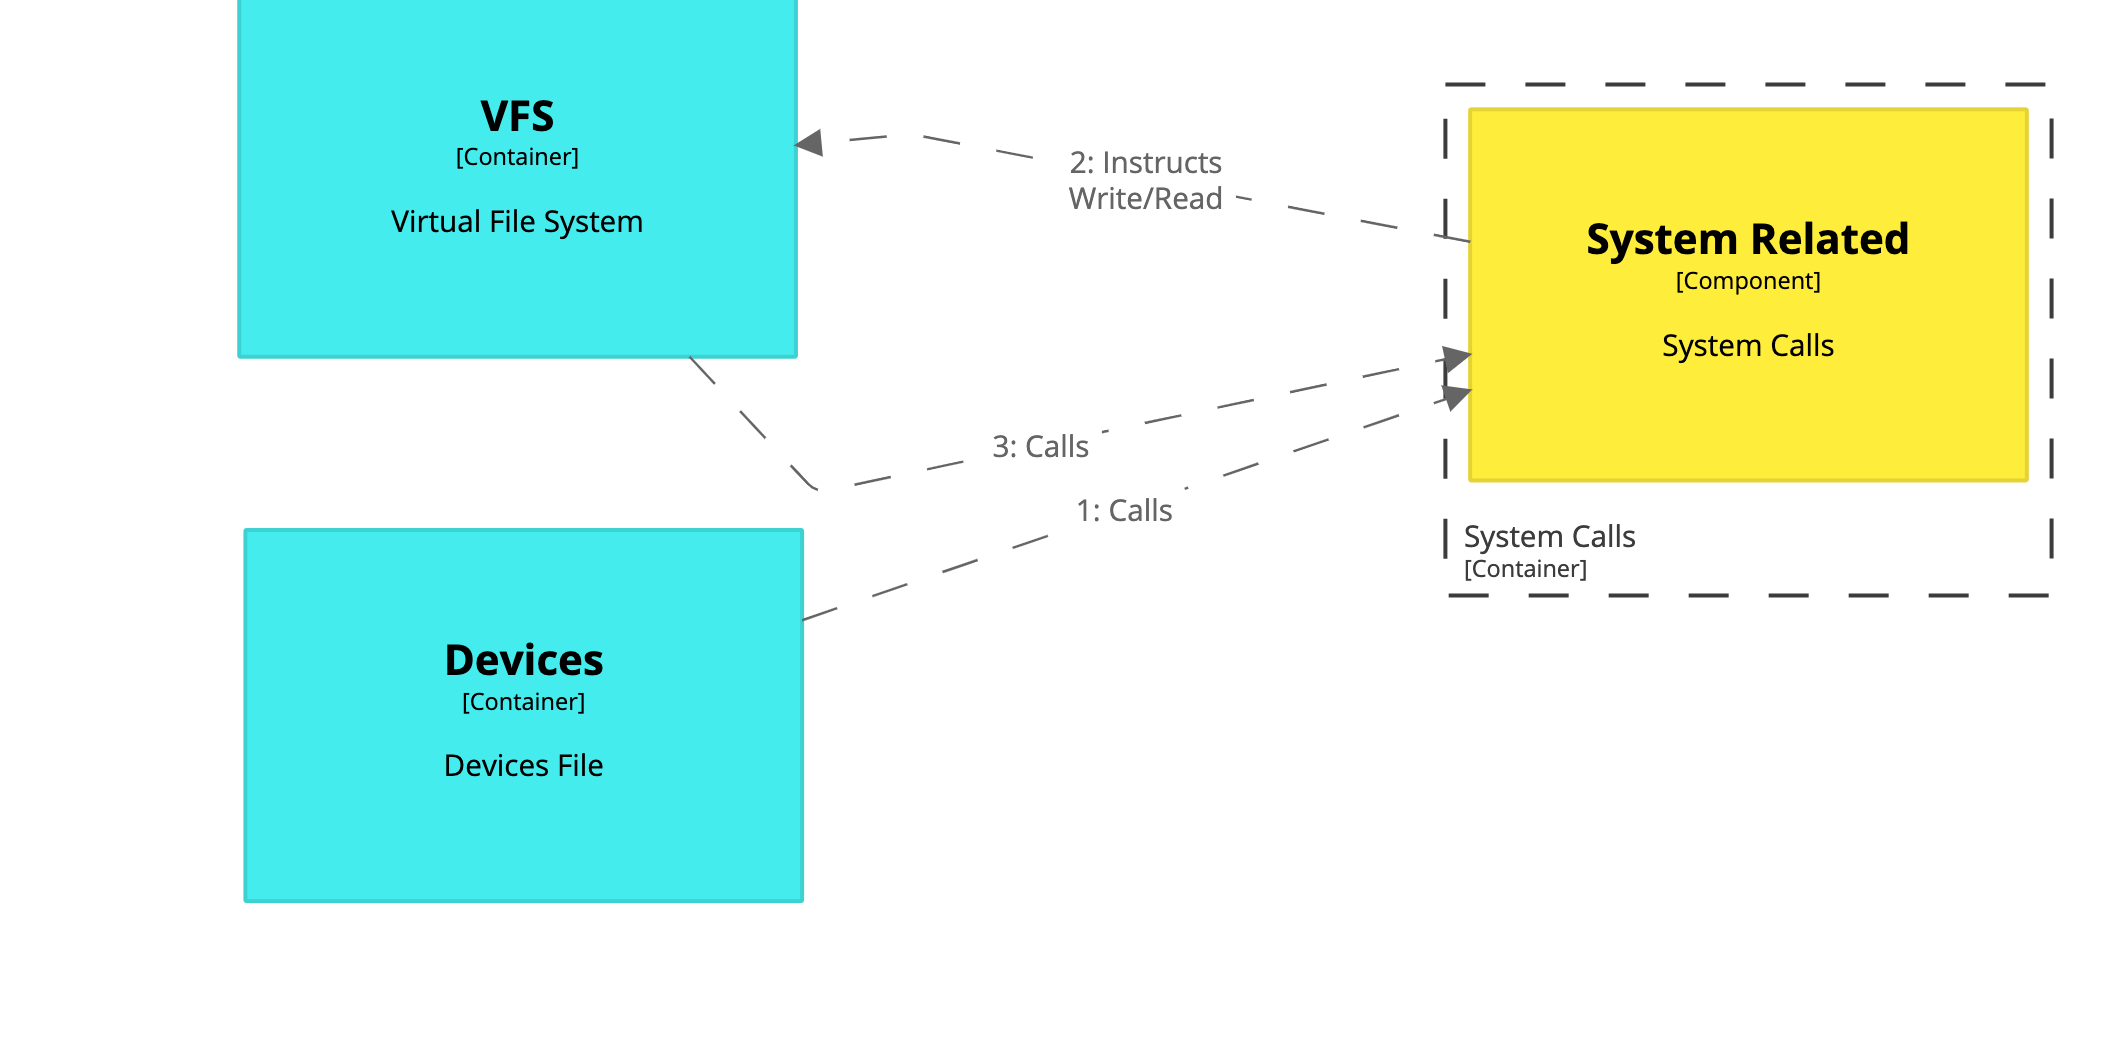 VFS
[Container]
Virtual File System
2: Instructs
Write/Read
System Related
[Component]
System Calls
3: Calls
1: Calls
System Calls
[Container]
Devices
[Container]
Devices File